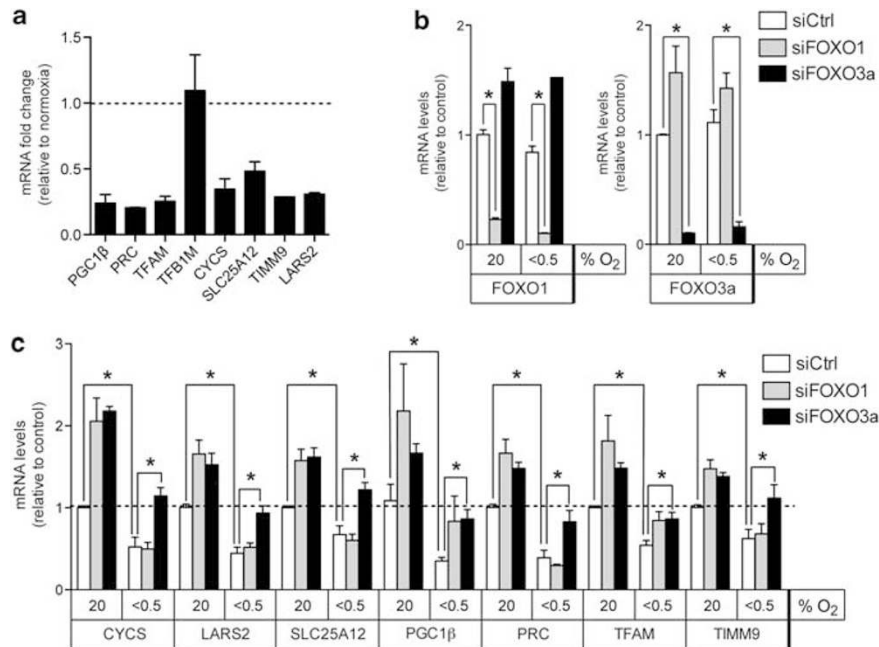 a
mRNA fold change
(relative to normoxia)
1.5
1.0
0.5
0.0
PGC1β
PRC
TFAM
TFB1M
CYCS
SLC25A12
TIMM9
LARS2
b
mRNA levels
(relative to control)
2
1
0
* *
20 <0.5 % O2
FOXO1
mRNA levels
(relative to control)
2
1
0
* *
20 <0.5 % O2
FOXO3a
siCtrl
siFOXO1
siFOXO3a
c
mRNA levels
(relative to control)
3
2
1
0
* * * * * * *
* * * * * * *
siCtrl
siFOXO1
siFOXO3a
20 <0.5 20 <0.5 20 <0.5 20 <0.5 20 <0.5 20 <0.5 20 <0.5 % O2
CYCS LARS2 SLC25A12 PGC1β PRC TFAM TIMM9